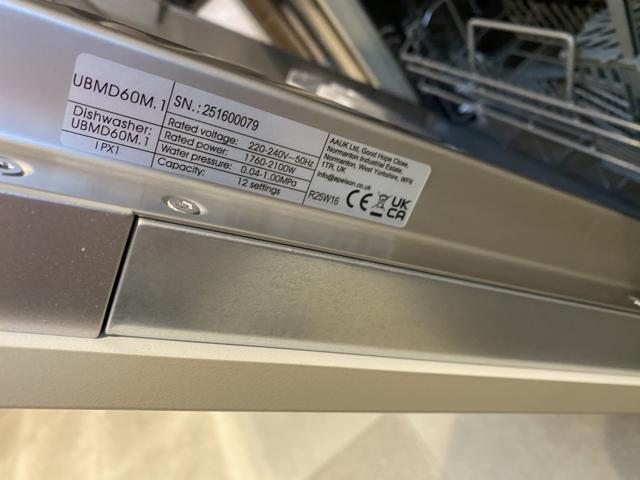 UBMD60M.1
Dishwasher:
UBMD60M.1
IPX1
SN.:251600079
Rated voltage: 220-240V~50Hz
Rated power: 1760-2100W
Water pressure: 0.04-1.00MPa
Capacity: 12 settings
AAUK Ltd, Good Hope Close,
Normanton Industrial Estate,
Normanton, West Yorkshire, WF6
1TR, UK
info@apelson.co.uk
R25W16
CE UK
CA